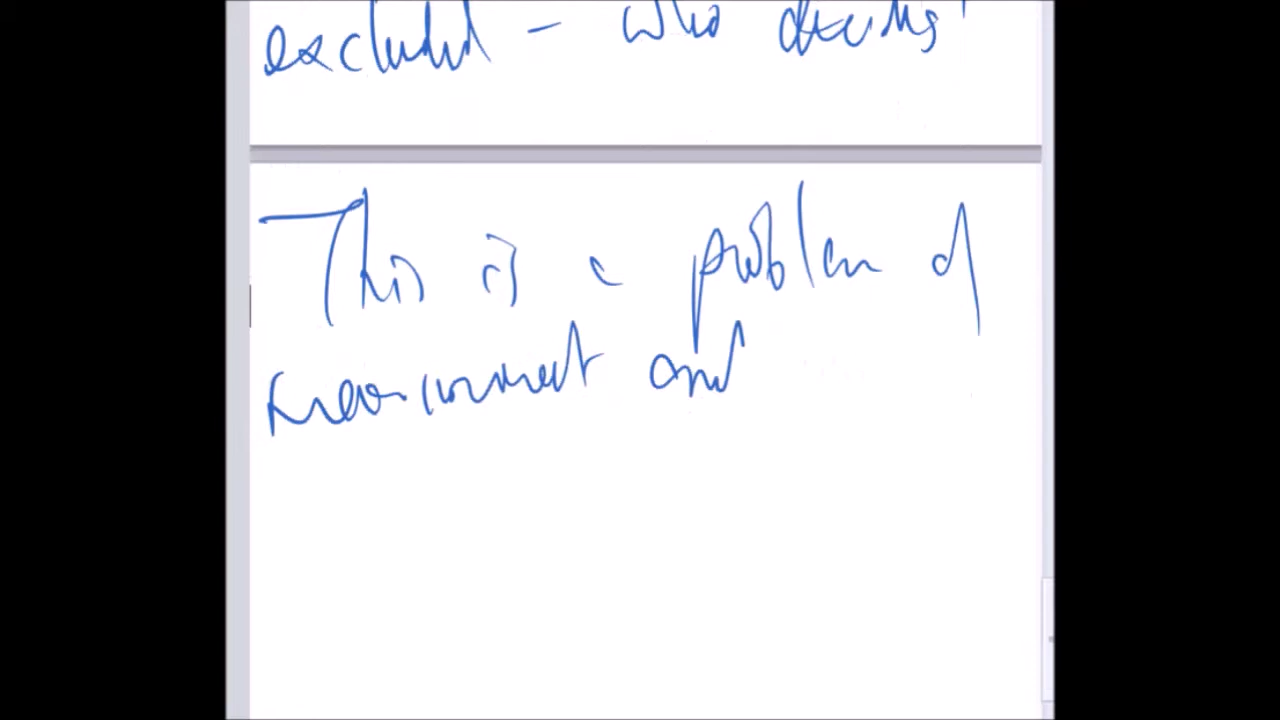 excluded - who decides?
This is a problem of
measurement and